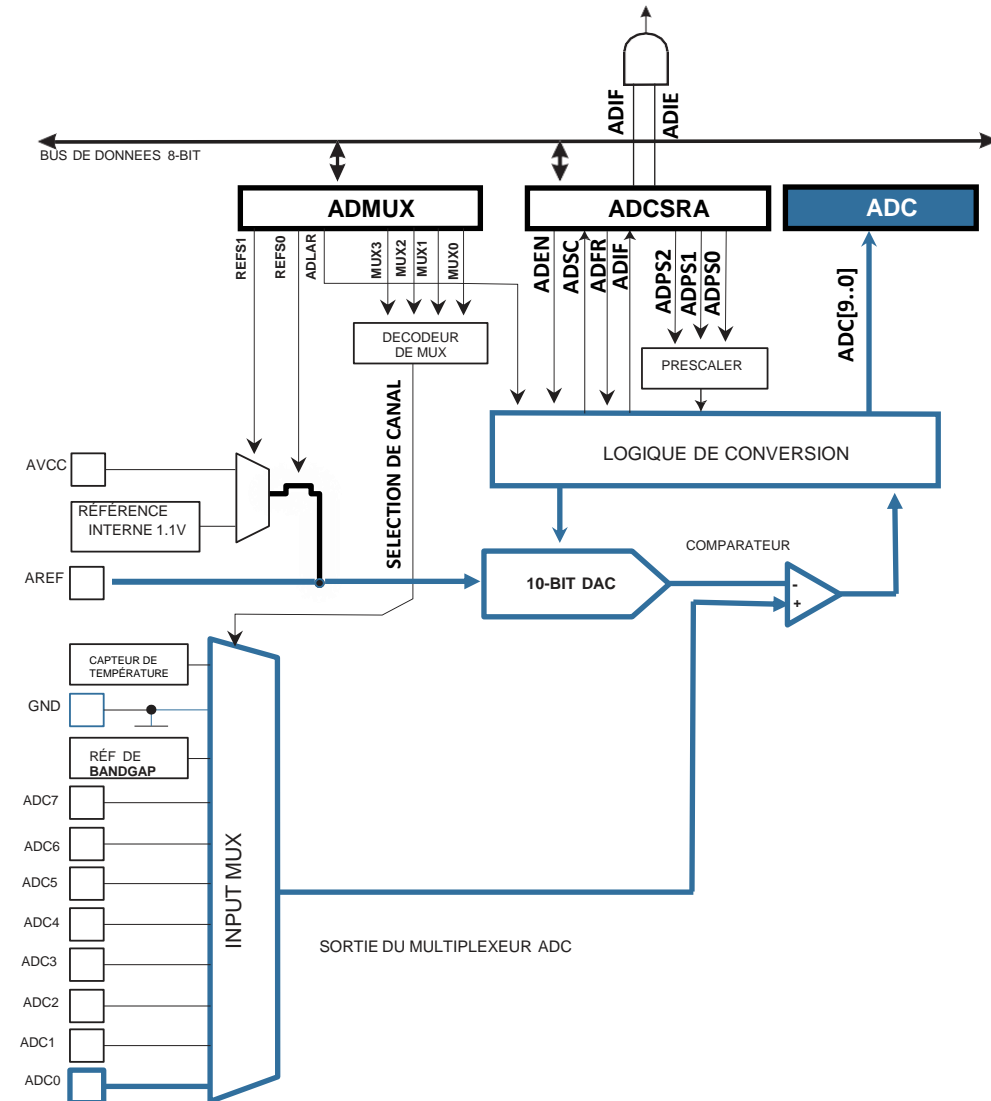 ADIF
ADIE
BUS DE DONNEES 8-BIT
ADMUX
ADCSRA
ADC
REFS1
REFS0
ADLAR
MUX3
MUX2
MUX1
MUX0
ADEN
ADSC
ADFR
ADIF
ADPS2
ADPS1
ADPS0
ADC[9..0]
DECODEUR
DE MUX
PRESCALER
SELECTION DE CANAL
LOGIQUE DE CONVERSION
AVCC
RÉFÉRENCE
INTERNE 1.1V
COMPARATEUR
AREF
10-BIT DAC
-
+
CAPTEUR DE
TEMPÉRATURE
GND
RÉF DE
BANDGAP
ADC7
ADC6
ADC5
ADC4
ADC3
ADC2
ADC1
ADC0
INPUT MUX
SORTIE DU MULTIPLEXEUR ADC